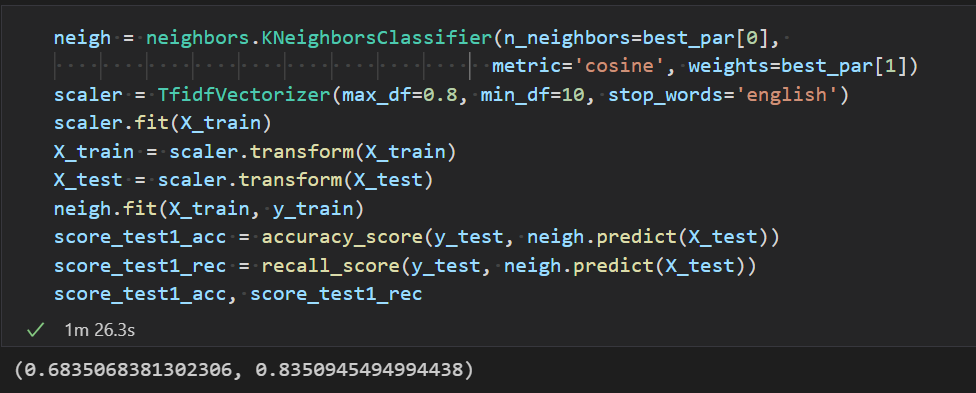 neigh = neighbors.KNeighborsClassifier(n_neighbors=best_par[0],
metric='cosine', weights=best_par[1])
scaler = TfidfVectorizer(max_df=0.8, min_df=10, stop_words='english')
scaler.fit(X_train)
X_train = scaler.transform(X_train)
X_test = scaler.transform(X_test)
neigh.fit(X_train, y_train)
score_test1_acc = accuracy_score(y_test, neigh.predict(X_test))
score_test1_rec = recall_score(y_test, neigh.predict(X_test))
score_test1_acc, score_test1_rec
1m 26.3s
(0.6835068381302306, 0.8350945494994438)